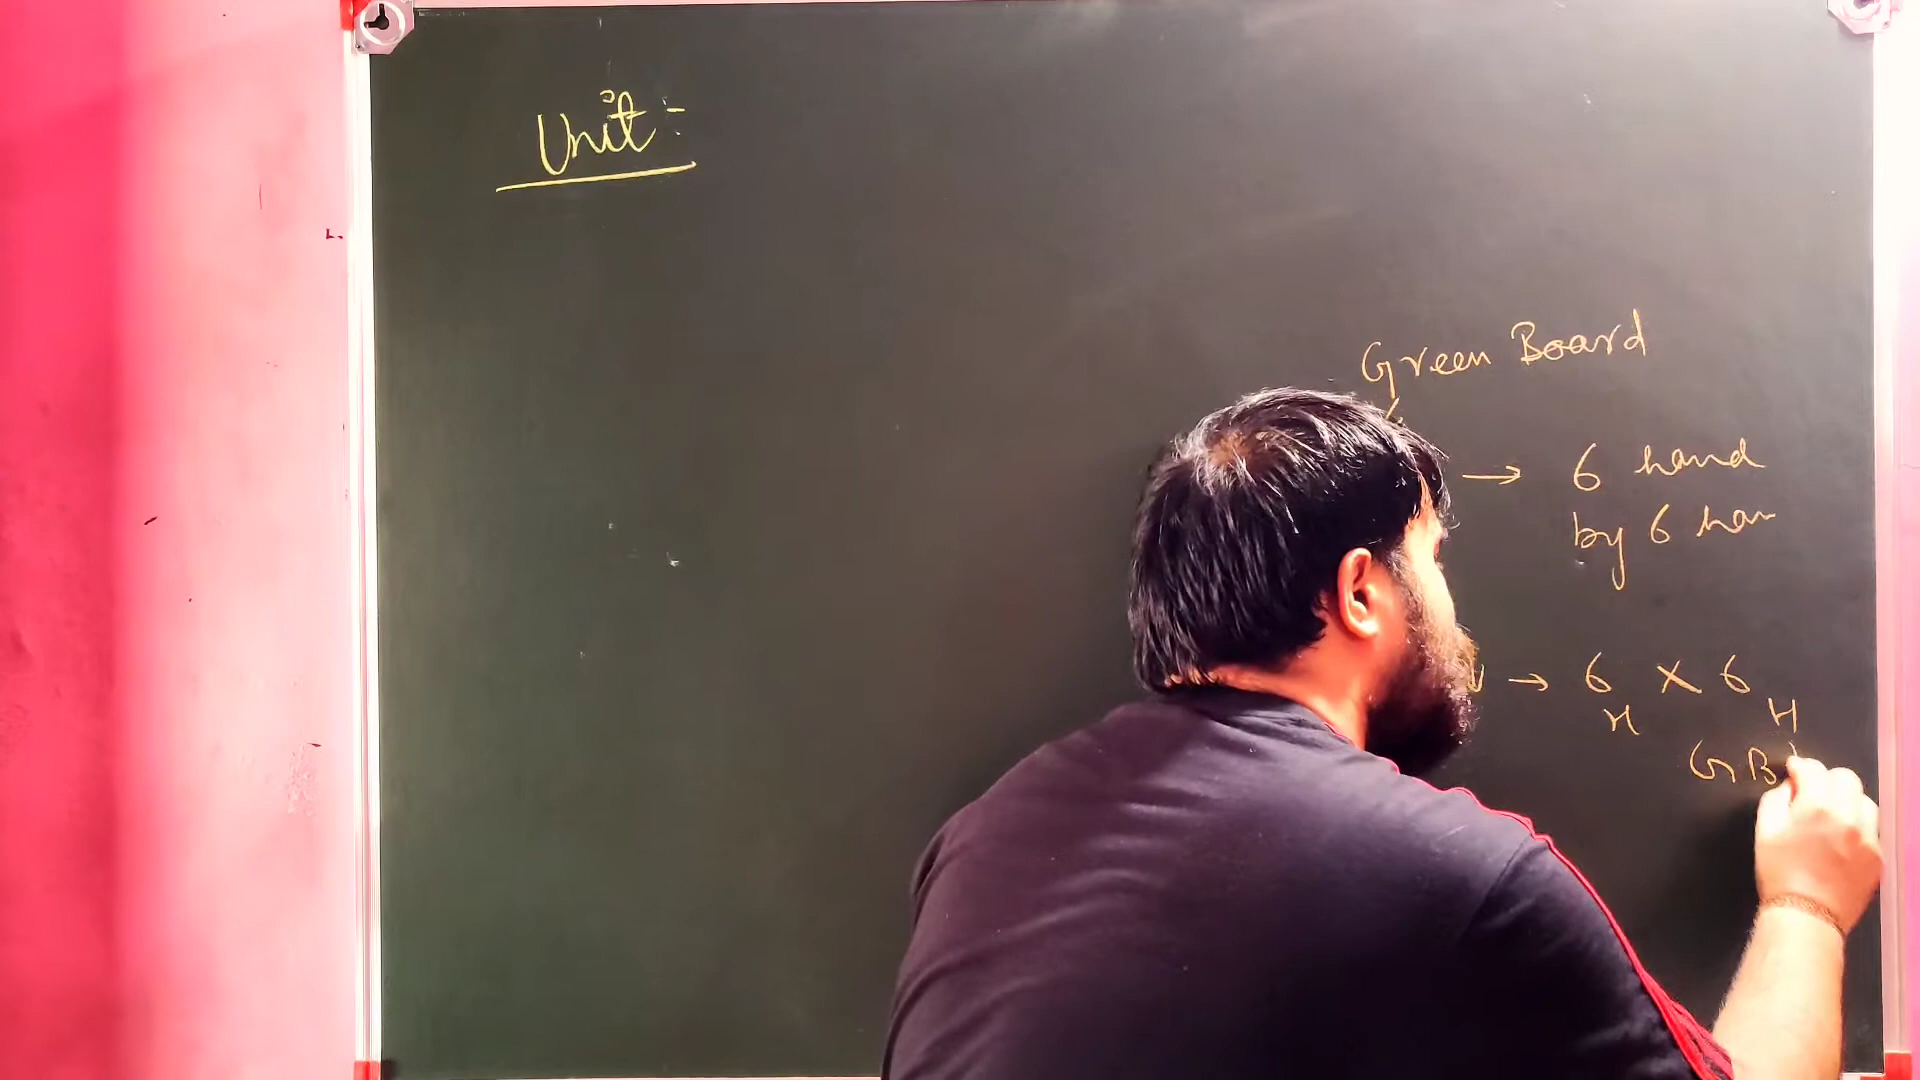 Unit :-
Green Board
→ 6 hand
by 6 han
→ 6 X 6
H H
GB